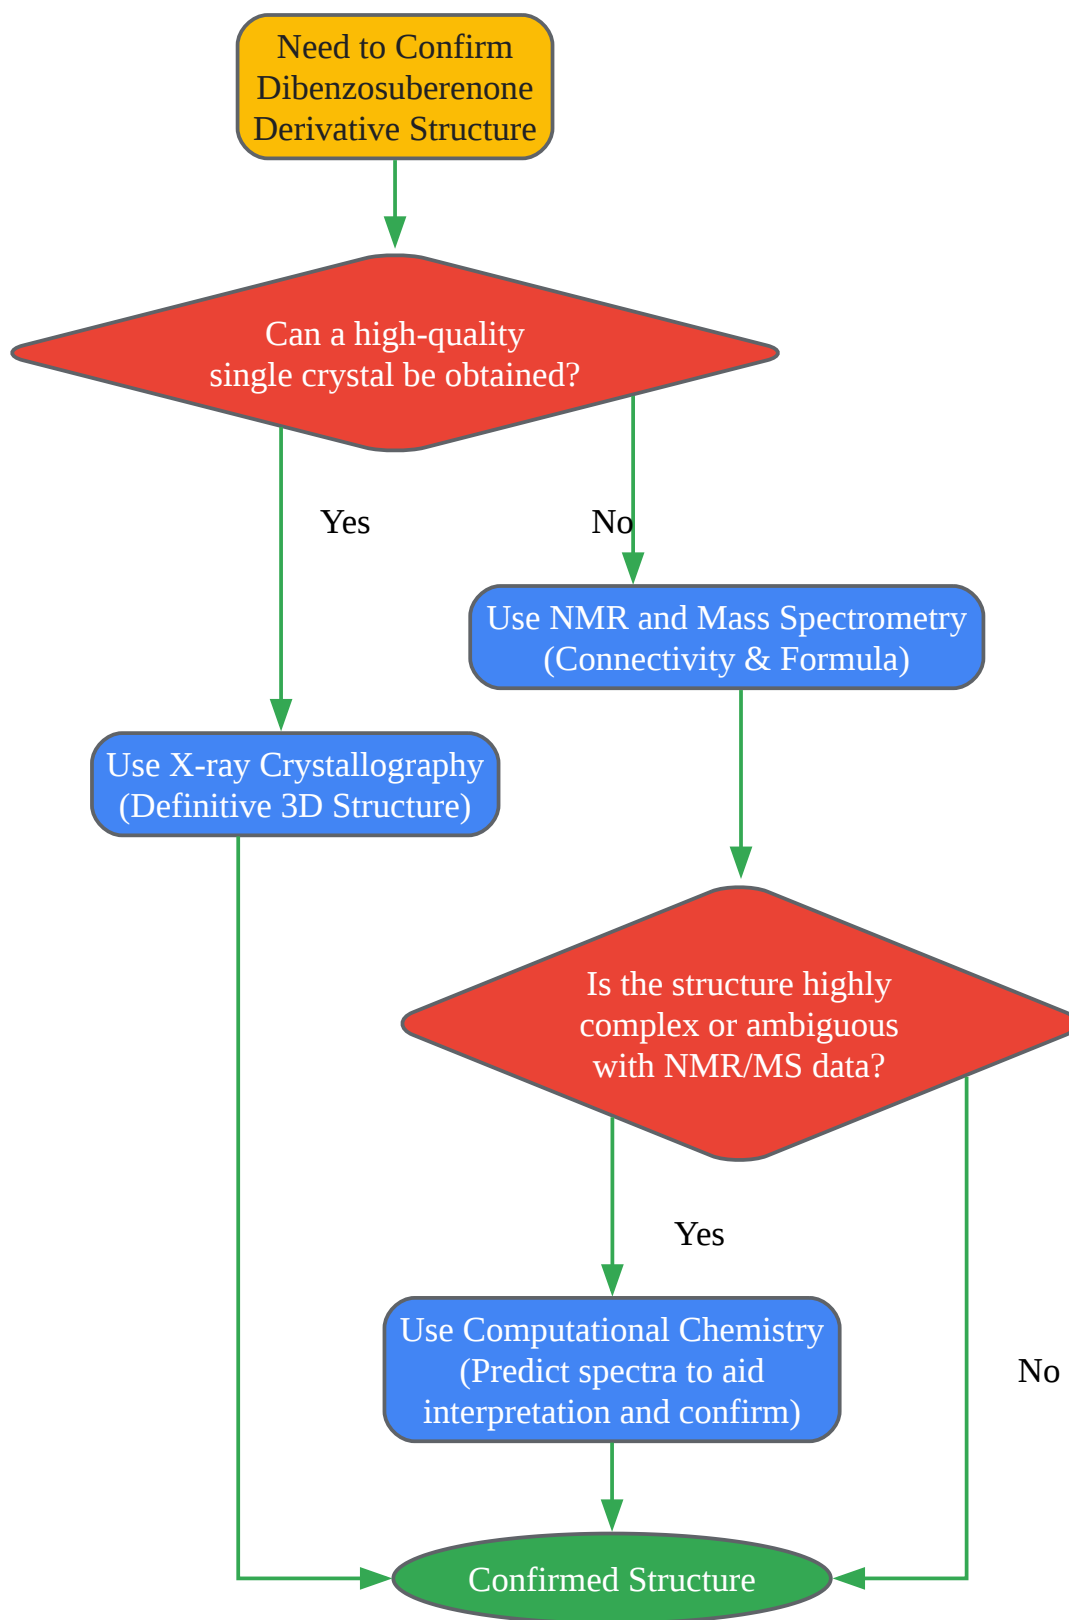 Need to Confirm
Dibenzosuberenone
Derivative Structure
Can a high-quality
single crystal be obtained?
Yes
No
Use NMR and Mass Spectrometry
(Connectivity & Formula)
Use X-ray Crystallography
(Definitive 3D Structure)
Is the structure highly
complex or ambiguous
with NMR/MS data?
Yes
Use Computational Chemistry
(Predict spectra to aid
interpretation and confirm)
No
Confirmed Structure